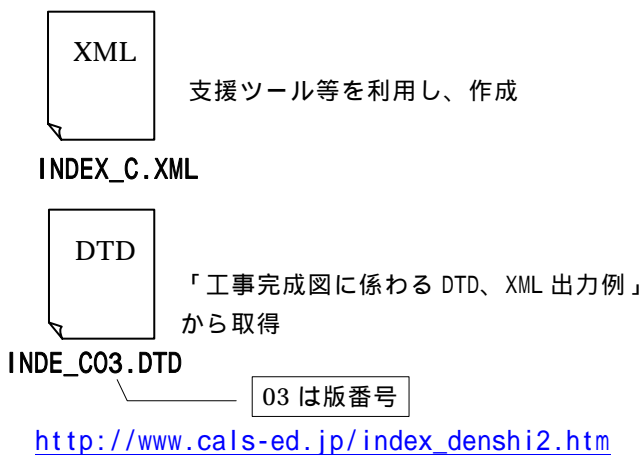 XML
支援ツール等を利用し、作成
INDEX_C.XML
DTD
「工事完成図に係わる DTD、XML 出力例」
から取得
INDE_C03.DTD
03 は版番号
http://www.cals-ed.jp/index_denshi2.htm